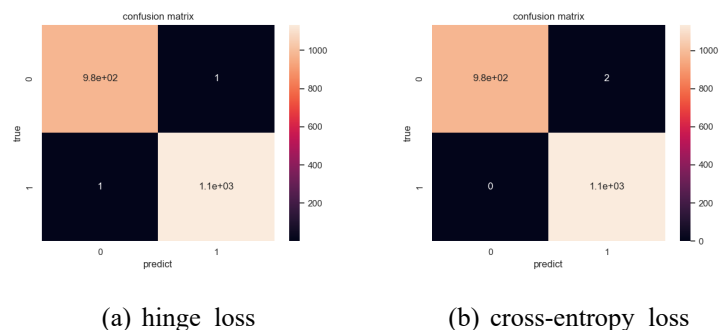 confusion matrix
0
9.8e+02
1
1
1
1.1e+03
true
0
1
predict
1000
800
600
400
200
(a) hinge loss
confusion matrix
0
9.8e+02
2
1
0
1.1e+03
true
0
1
predict
1000
800
600
400
200
0
(b) cross-entropy loss